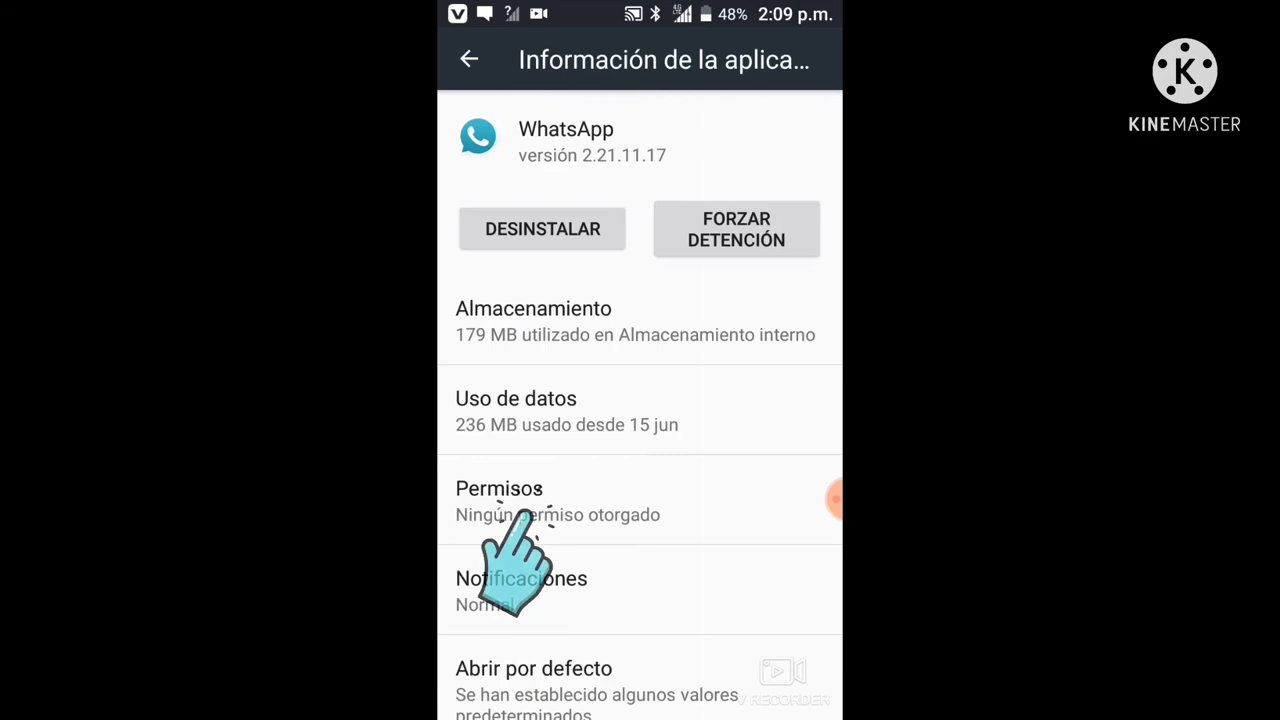 48% 2:09 p.m.
Información de la aplica...
WhatsApp
versión 2.21.11.17
DESINSTALAR
FORZAR
DETENCIÓN
Almacenamiento
179 MB utilizado en Almacenamiento interno
Uso de datos
236 MB usado desde 15 jun
Permisos
Ningún permiso otorgado
Notificaciones
Normal
Abrir por defecto
Se han establecido algunos valores
predeterminados
V RECORDER
K
KINEMASTER